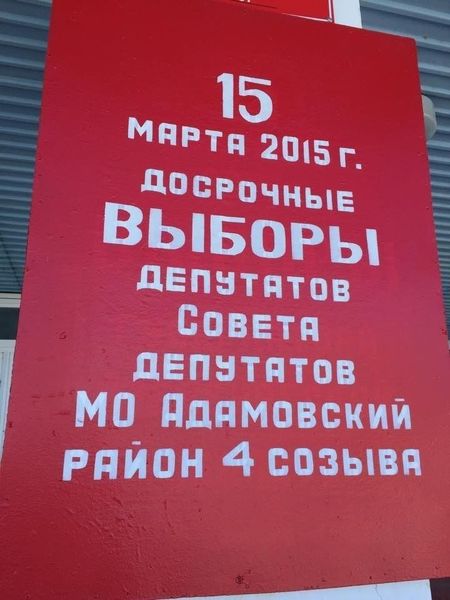 15
МАРТА 2015 Г.
ДОСРОЧНЫЕ
ВЫБОРЫ
ДЕПУТАТОВ
СОВЕТА
ДЕПУТАТОВ
МО АДАМОВСКИЙ
РАЙОН 4 СОЗЫВА